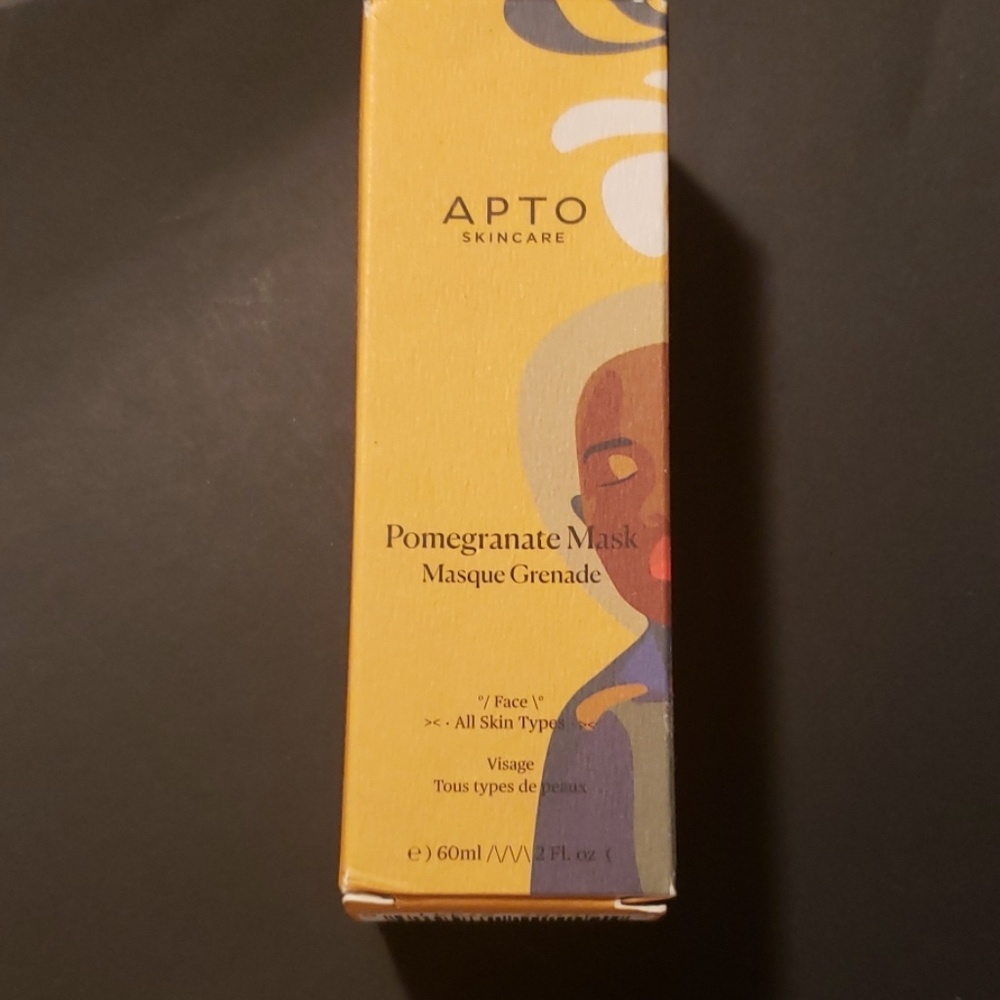 APTO
SKINCARE
Pomegranate Mask
Masque Grenade
°/ Face \°
>< · All Skin Types · ><
Visage
Tous types de peaux
℮ ) 60ml /\/\/\/\ 2 Fl. oz (